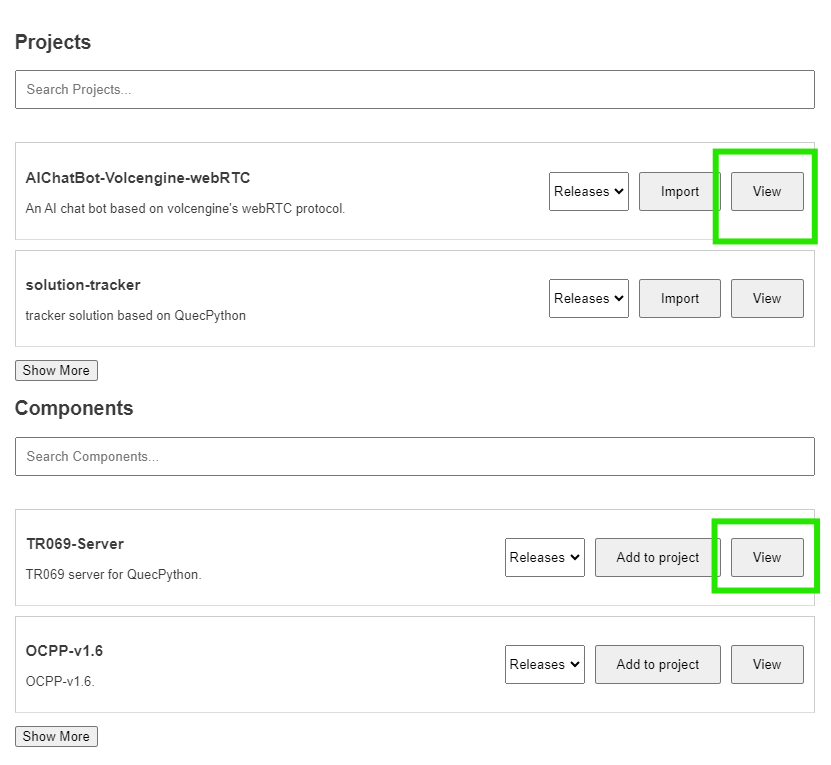 Projects
Search Projects...
AIChatBot-Volcengine-webRTC
An AI chat bot based on volcengine's webRTC protocol.
Releases Import View
solution-tracker
tracker solution based on QuecPython
Releases Import View
Show More
Components
Search Components...
TR069-Server
TR069 server for QuecPython.
Releases Add to project View
OCPP-v1.6
OCPP-v1.6.
Releases Add to project View
Show More